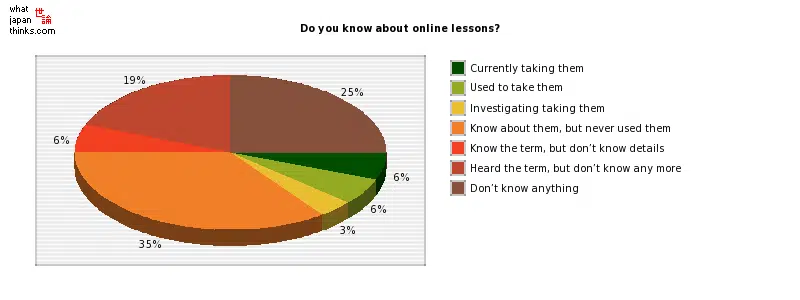 what
japan 世論
thinks.com
Do you know about online lessons?
19%
25%
6%
6%
6%
3%
35%
Currently taking them
Used to take them
Investigating taking them
Know about them, but never used them
Know the term, but don't know details
Heard the term, but don't know any more
Don't know anything